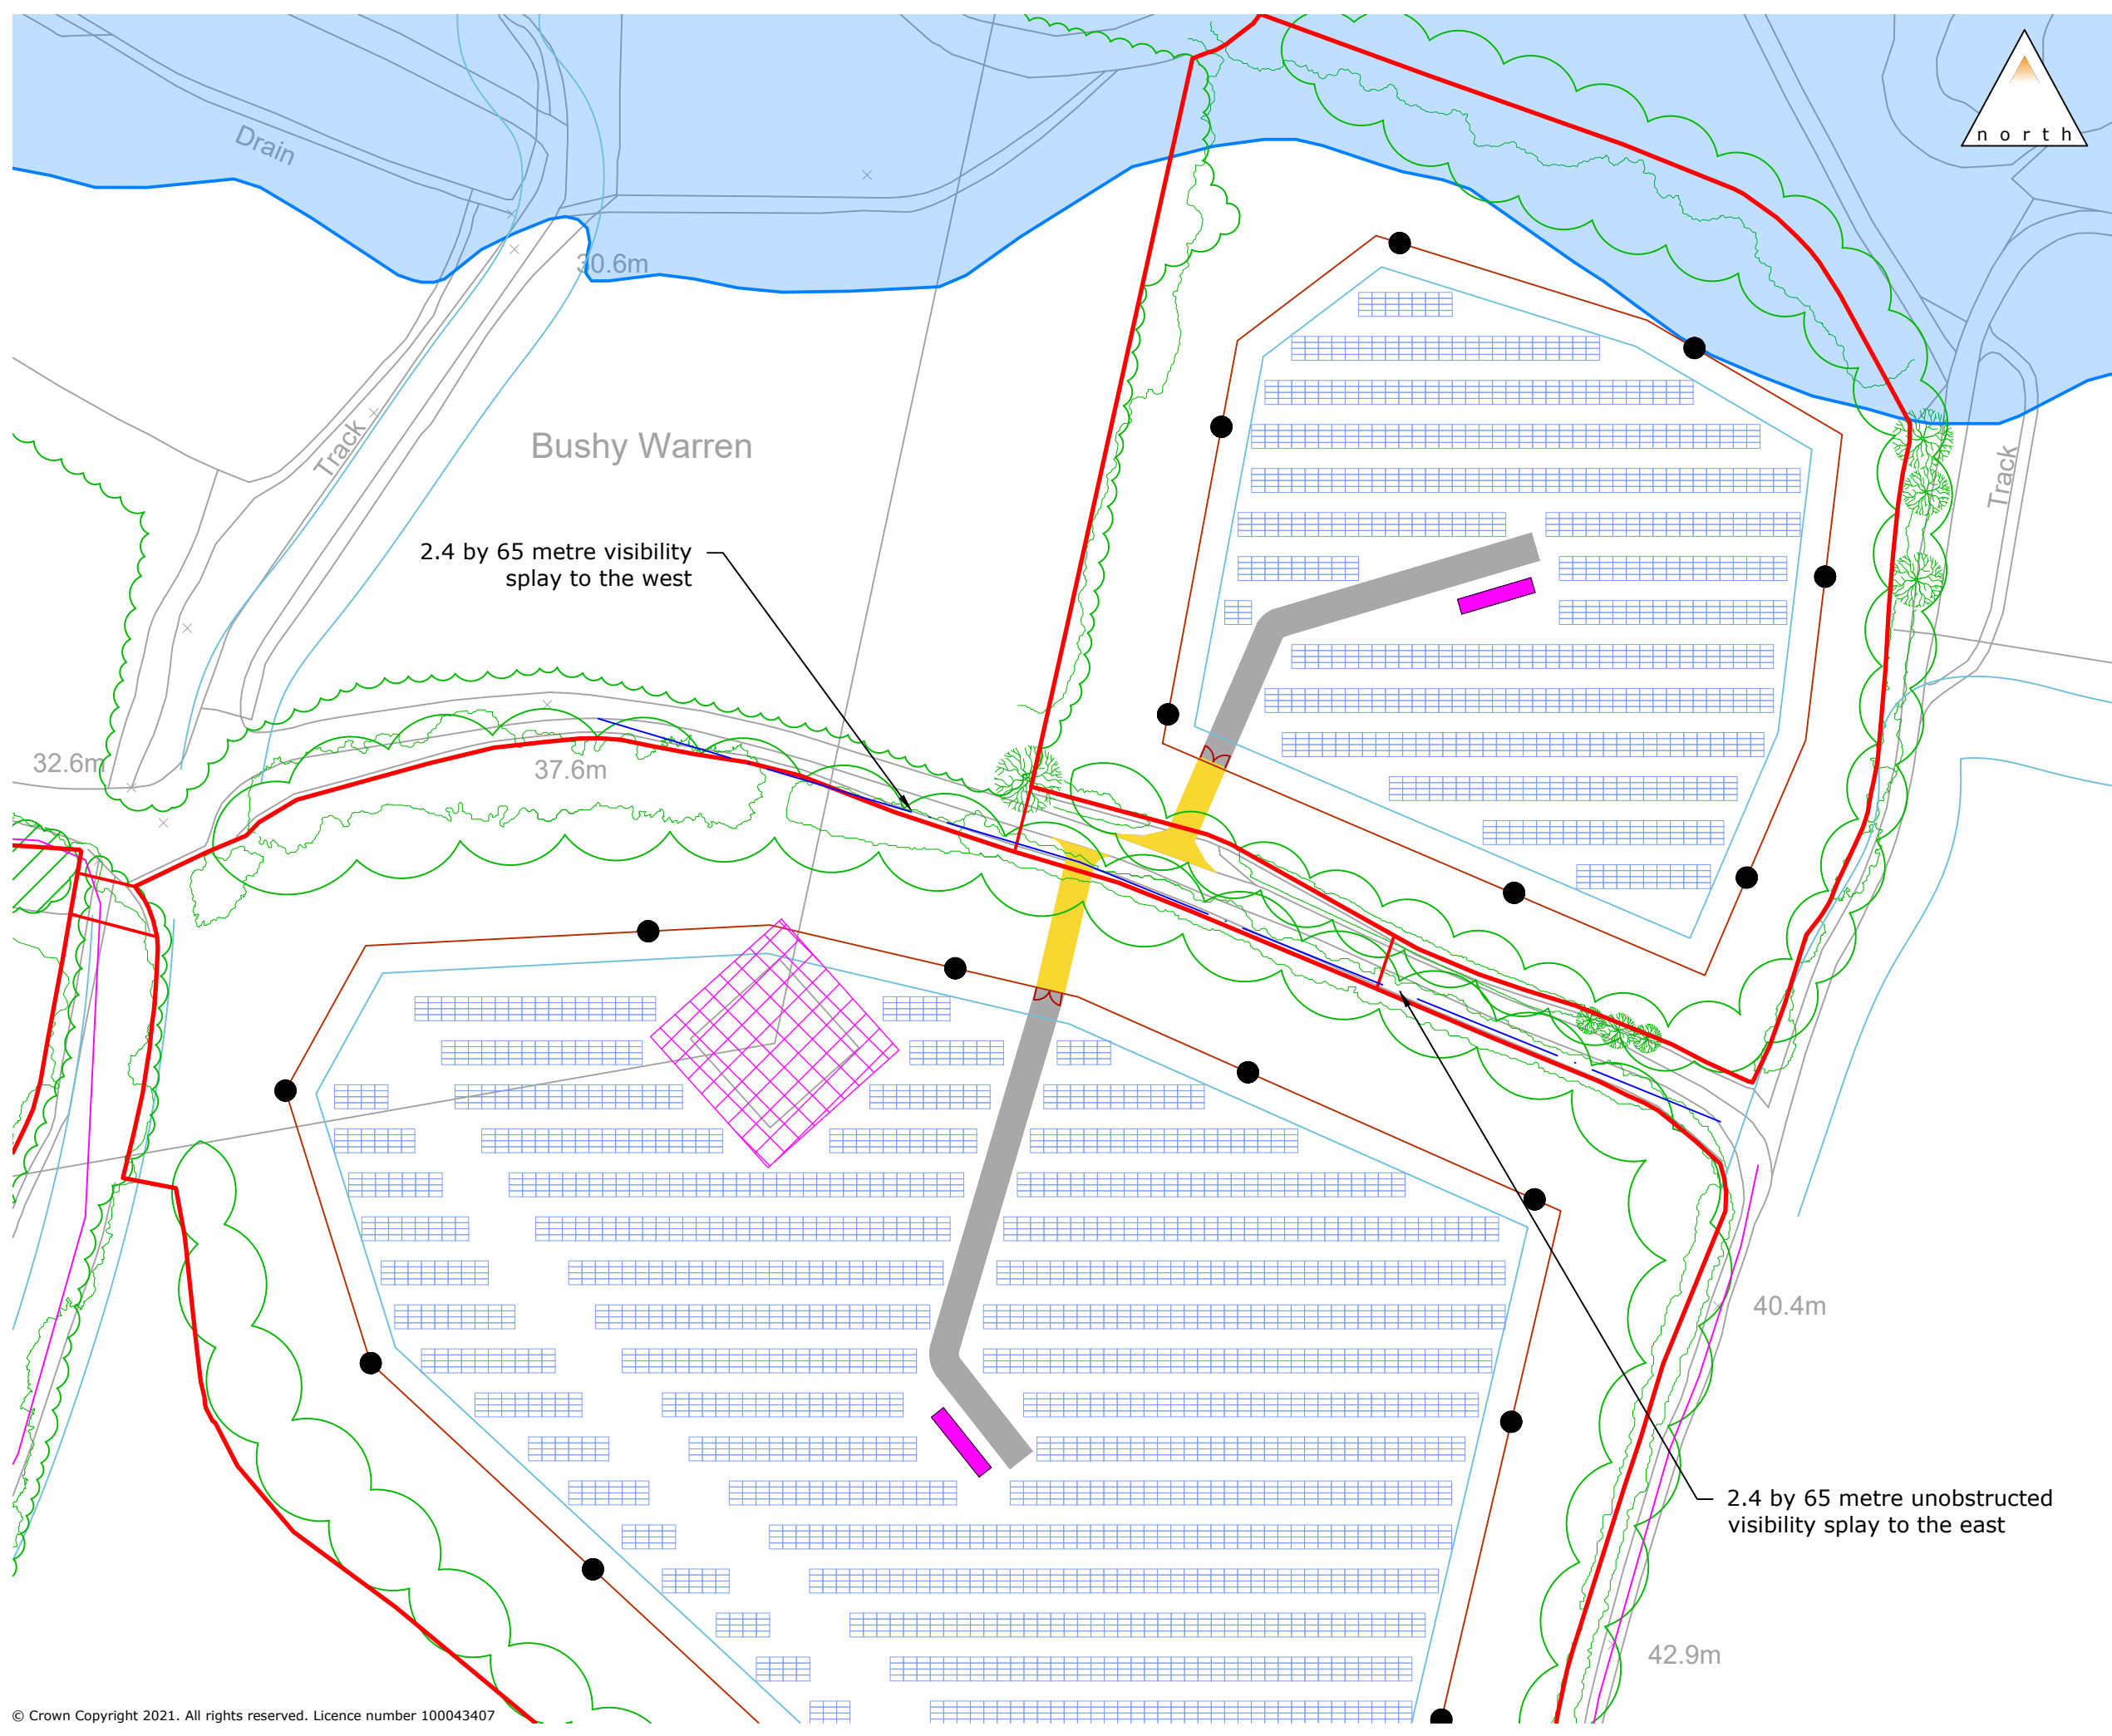 north
Drain
30.6m
Track
Bushy Warren
Track
2.4 by 65 metre visibility
splay to the west
32.6m
37.6m
40.4m
2.4 by 65 metre unobstructed
visibility splay to the east
42.9m
© Crown Copyright 2021. All rights reserved. Licence number 100043407